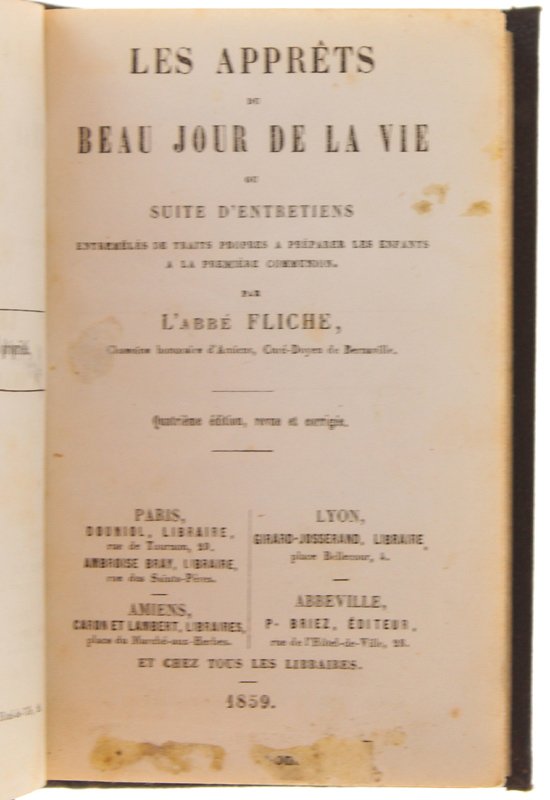 LES APPRÊTS
DU
BEAU JOUR DE LA VIE
OU
SUITE D'ENTRETIENS
ENTREMÊLÉS DE TRAITS PROPRES A PRÉPARER LES ENFANTS
A LA PREMIÈRE COMMUNION.
PAR
L'ABBÉ FLICHE,
Chanoine honoraire d'Amiens, Curé-Doyen de Bernaville.
Quatrième édition, revue et corrigée.
PARIS,
DOUNIOL, LIBRAIRE,
rue de Tournon, 29.
AMBROISE BRAY, LIBRAIRE,
rue des Saints-Pères.
AMIENS,
CARON ET LAMBERT, LIBRAIRES,
place du Marché-aux-Herbes.
LYON,
GIRARD-JOSSERAND, LIBRAIRE,
place Bellecour, 4.
ABBEVILLE,
P. BRIEZ, ÉDITEUR,
rue de l'Hôtel-de-Ville,
ET CHEZ TOUS LES LIBRAIRES.
1859.